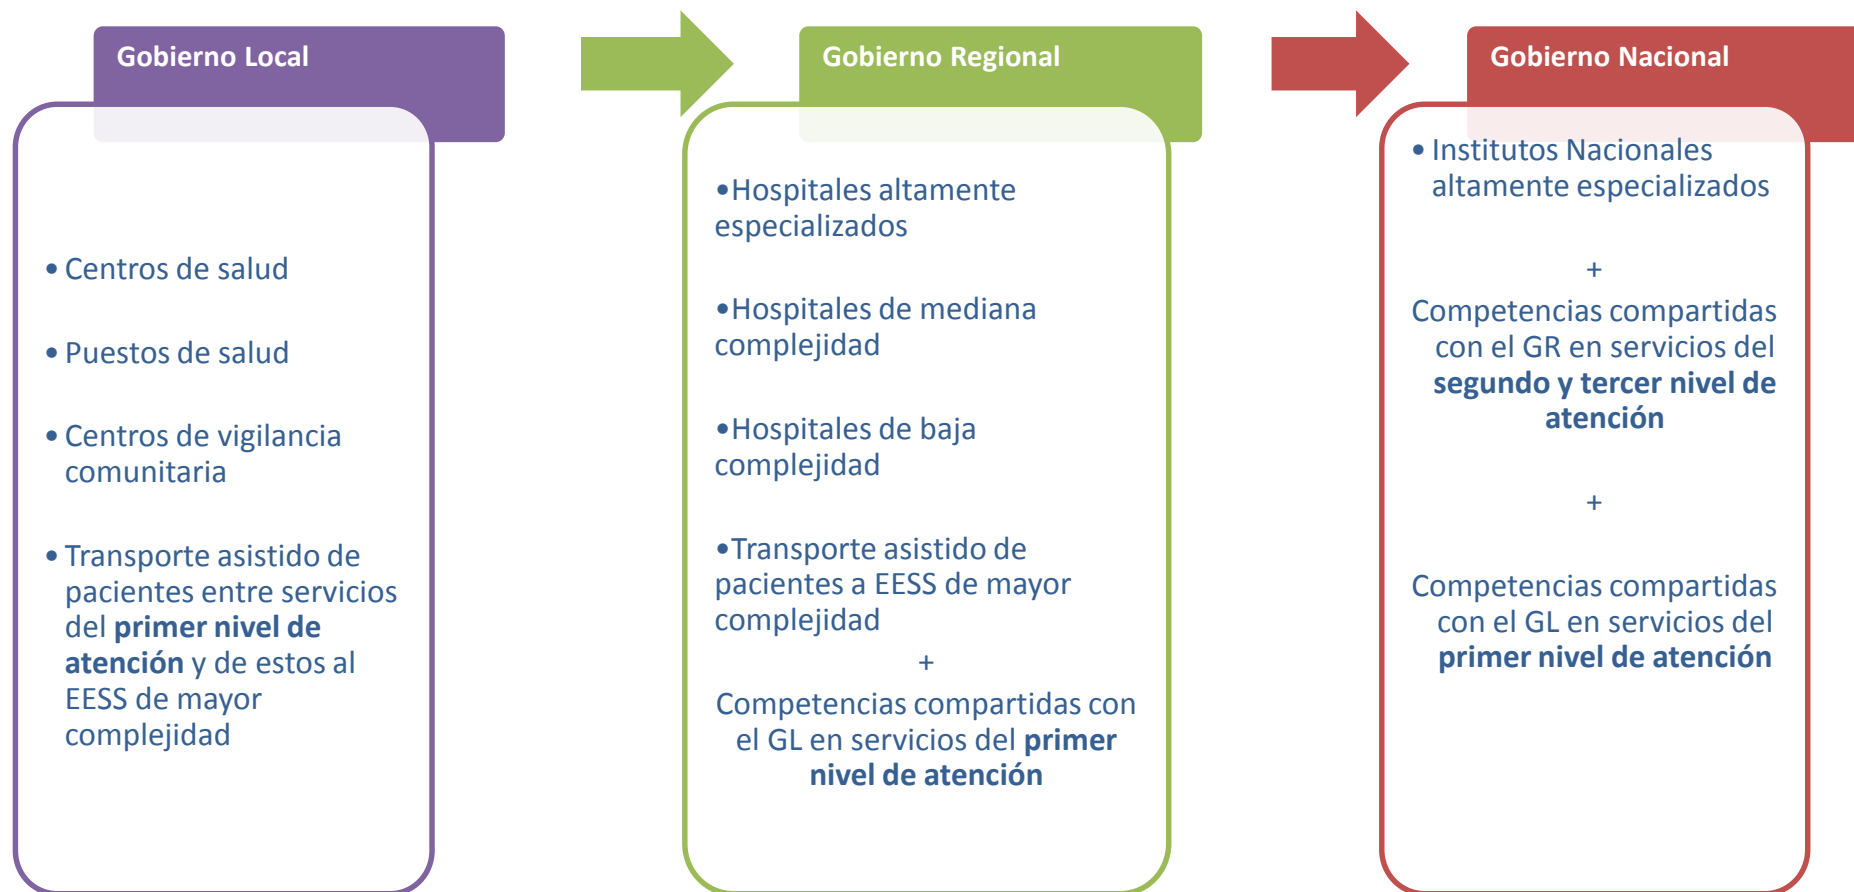 Gobierno Local
• Centros de salud
• Puestos de salud
• Centros de vigilancia
comunitaria
• Transporte asistido de
pacientes entre servicios
del primer nivel de
atención y de estos al
EESS de mayor
complejidad
Gobierno Regional
•Hospitales altamente
especializados
•Hospitales de mediana
complejidad
•Hospitales de baja
complejidad
•Transporte asistido de
pacientes a EESS de mayor
complejidad
+
Competencias compartidas con
el GL en servicios del primer
nivel de atención
Gobierno Nacional
• Institutos Nacionales
altamente especializados
+
Competencias compartidas
con el GR en servicios del
segundo y tercer nivel de
atención
+
Competencias compartidas
con el GL en servicios del
primer nivel de atención